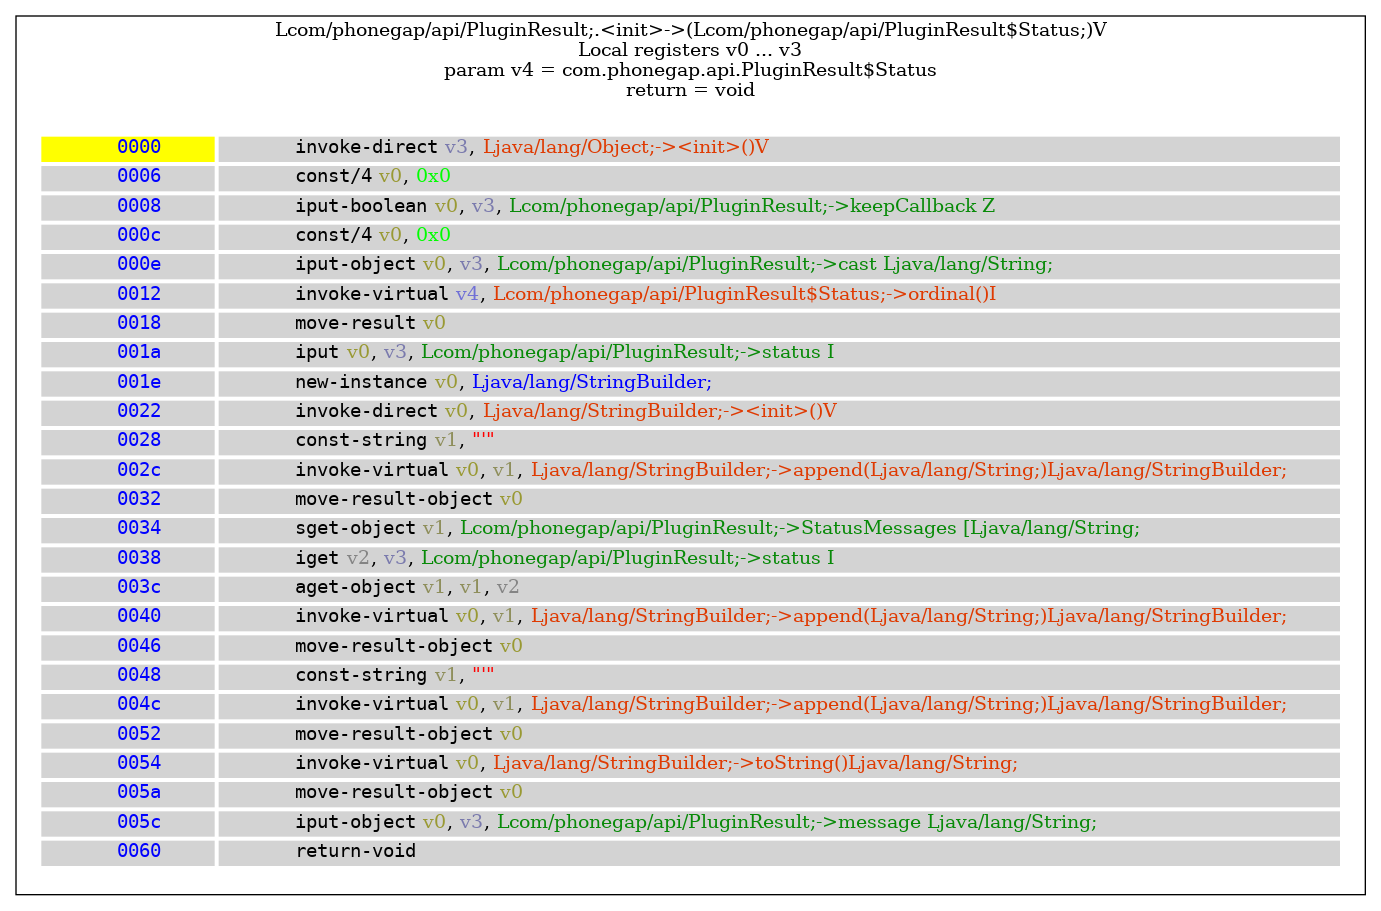 Lcom/phonegap/api/PluginResult;.<init>->(Lcom/phonegap/api/PluginResult$Status;)V
Local registers v0 ... v3
param v4 = com.phonegap.api.PluginResult$Status
return = void
0000 invoke-direct v3, Ljava/lang/Object;-><init>()V
0006 const/4 v0, 0x0
0008 iput-boolean v0, v3, Lcom/phonegap/api/PluginResult;->keepCallback Z
000c const/4 v0, 0x0
000e iput-object v0, v3, Lcom/phonegap/api/PluginResult;->cast Ljava/lang/String;
0012 invoke-virtual v4, Lcom/phonegap/api/PluginResult$Status;->ordinal()I
0018 move-result v0
001a iput v0, v3, Lcom/phonegap/api/PluginResult;->status I
001e new-instance v0, Ljava/lang/StringBuilder;
0022 invoke-direct v0, Ljava/lang/StringBuilder;-><init>()V
0028 const-string v1, "'"
002c invoke-virtual v0, v1, Ljava/lang/StringBuilder;->append(Ljava/lang/String;)Ljava/lang/StringBuilder;
0032 move-result-object v0
0034 sget-object v1, Lcom/phonegap/api/PluginResult;->StatusMessages [Ljava/lang/String;
0038 iget v2, v3, Lcom/phonegap/api/PluginResult;->status I
003c aget-object v1, v1, v2
0040 invoke-virtual v0, v1, Ljava/lang/StringBuilder;->append(Ljava/lang/String;)Ljava/lang/StringBuilder;
0046 move-result-object v0
0048 const-string v1, "'"
004c invoke-virtual v0, v1, Ljava/lang/StringBuilder;->append(Ljava/lang/String;)Ljava/lang/StringBuilder;
0052 move-result-object v0
0054 invoke-virtual v0, Ljava/lang/StringBuilder;->toString()Ljava/lang/String;
005a move-result-object v0
005c iput-object v0, v3, Lcom/phonegap/api/PluginResult;->message Ljava/lang/String;
0060 return-void